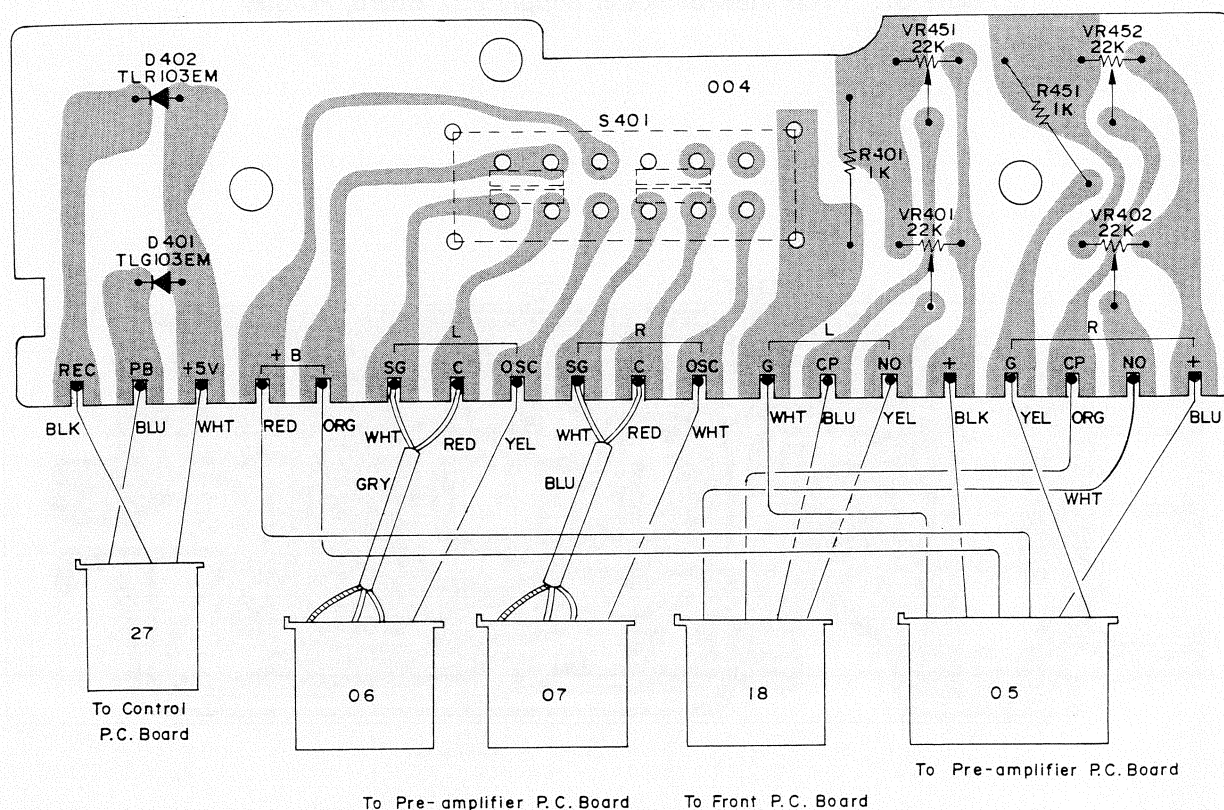 D402
TLR103EM
004
S401
VR451
22K
VR452
22K
R451
1K
R401
1K
VR401
22K
VR402
22K
D401
TLG103EM
L
R
L
R
REC PB +5V + B SG C OSC SG C OSC G CP NO + G CP NO +
BLK BLU WHT RED ORG WHT RED YEL WHT RED WHT WHT BLU YEL BLK YEL ORG BLU
GRY BLU WHT
27
06 07 18 05
To Control
P.C. Board
To Pre-amplifier P.C. Board
To Pre-amplifier P.C. Board To Front P.C. Board